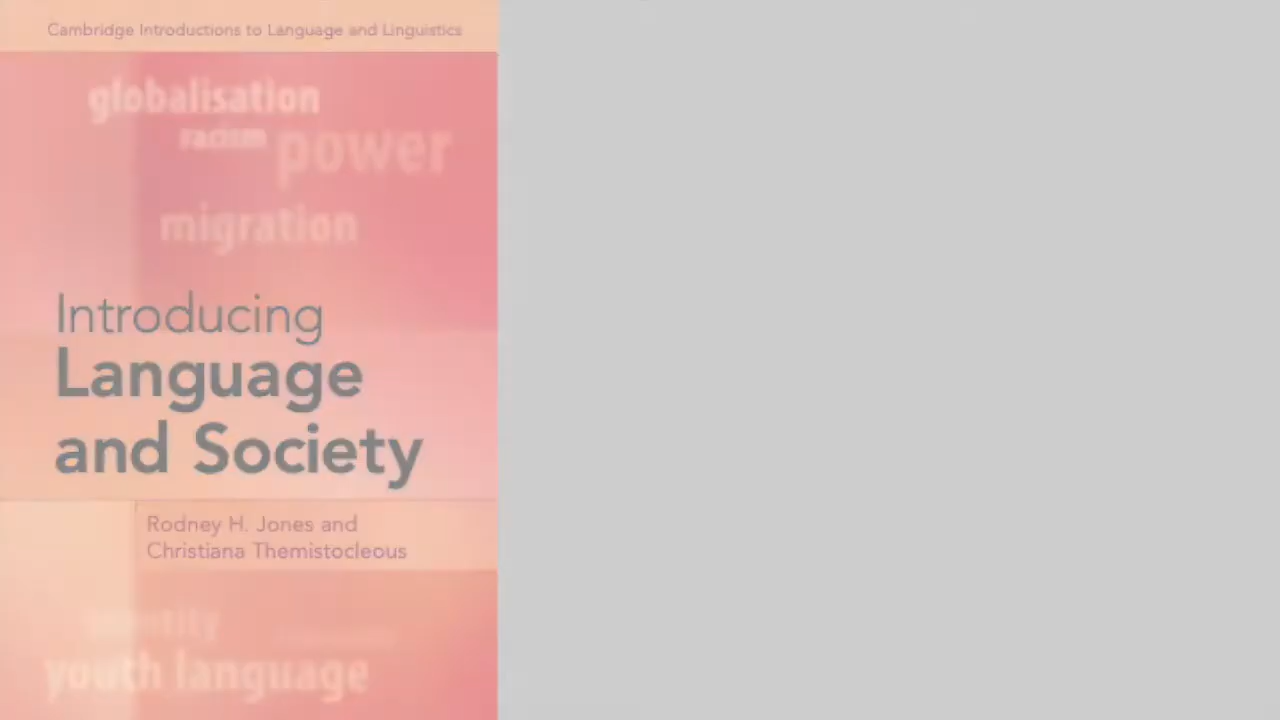 Cambridge Introductions to Language and Linguistics
globalisation
racism
power
migration
Introducing
Language
and Society
Rodney H. Jones and
Christiana Themistocleous
identity
youth language